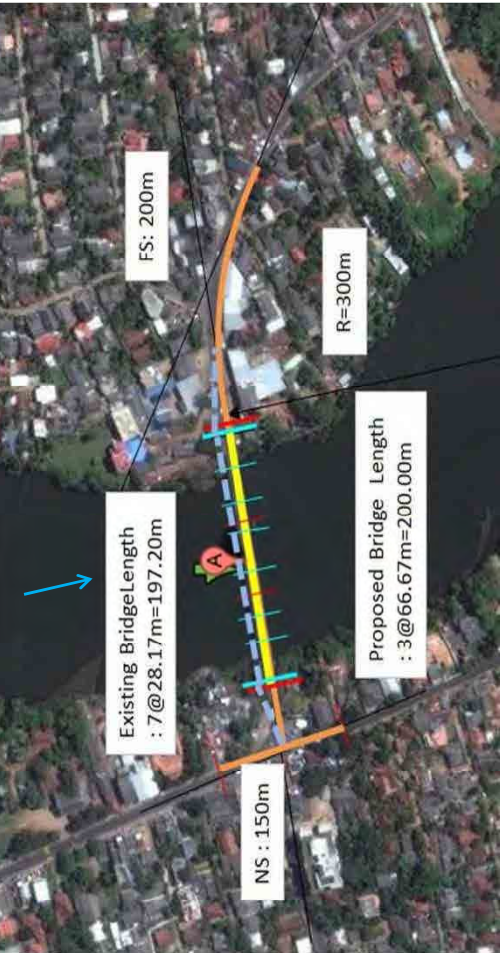 FS: 200m
R=300m
Existing BridgeLength
: 7@28.17m=197.20m
A
Proposed Bridge Length
: 3@66.67m=200.00m
NS : 150m